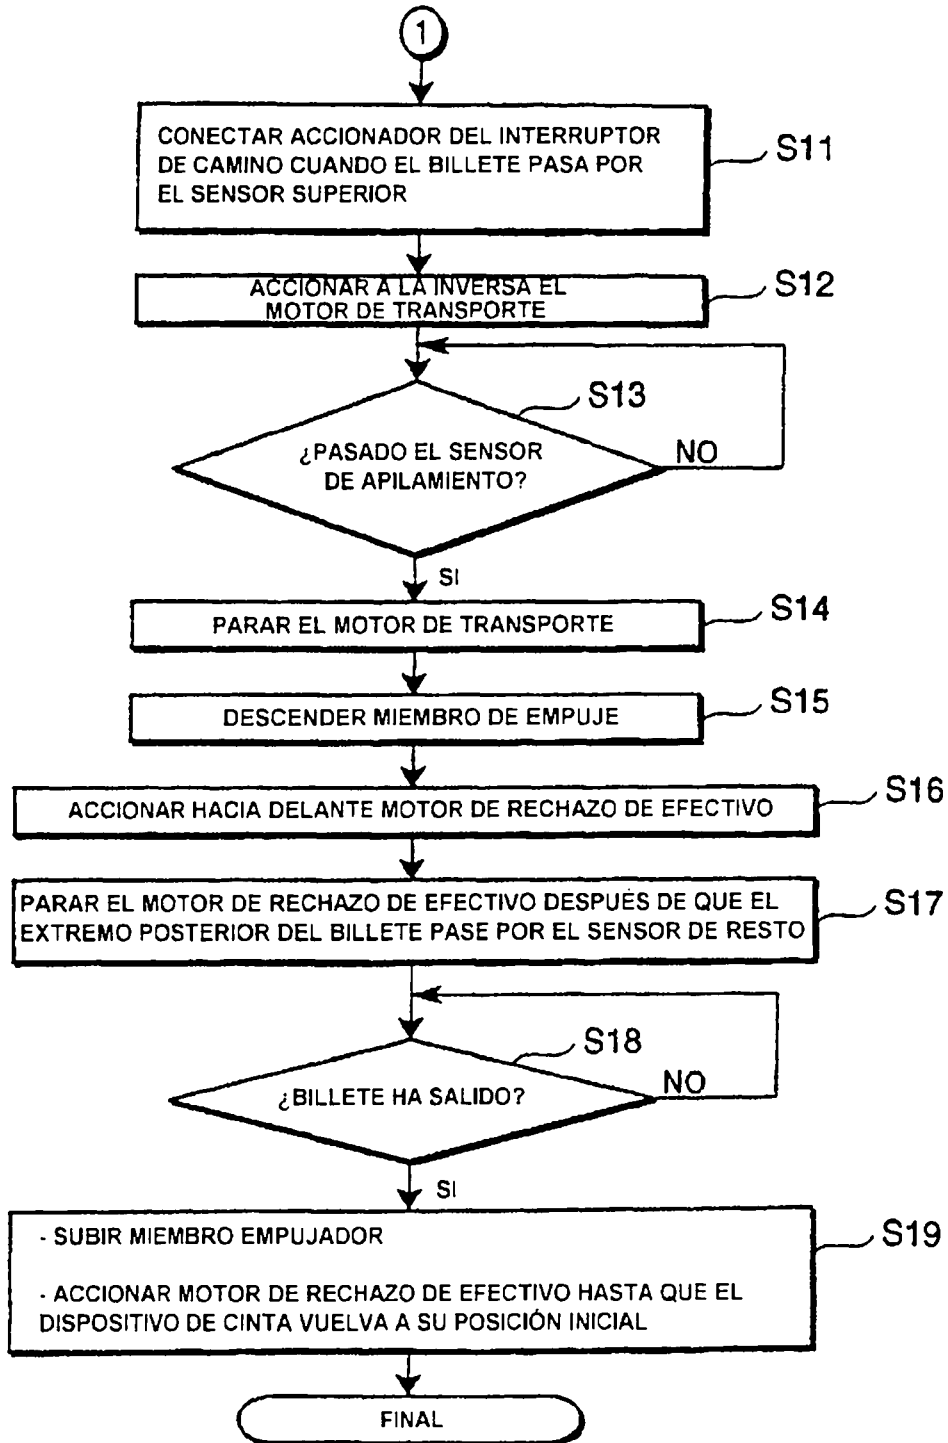 1
CONECTAR ACCIONADOR DEL INTERRUPTOR
DE CAMINO CUANDO EL BILLETE PASA POR
EL SENSOR SUPERIOR
S11
ACCIONAR A LA INVERSA EL
MOTOR DE TRANSPORTE
S12
S13
¿PASADO EL SENSOR
DE APILAMIENTO?
NO
SI
PARAR EL MOTOR DE TRANSPORTE
S14
DESCENDER MIEMBRO DE EMPUJE
S15
ACCIONAR HACIA DELANTE MOTOR DE RECHAZO DE EFECTIVO
S16
PARAR EL MOTOR DE RECHAZO DE EFECTIVO DESPUÉS DE QUE EL
EXTREMO POSTERIOR DEL BILLETE PASE POR EL SENSOR DE RESTO
S17
S18
¿BILLETE HA SALIDO?
NO
SI
- SUBIR MIEMBRO EMPUJADOR
- ACCIONAR MOTOR DE RECHAZO DE EFECTIVO HASTA QUE EL
DISPOSITIVO DE CINTA VUELVA A SU POSICIÓN INICIAL
S19
FINAL